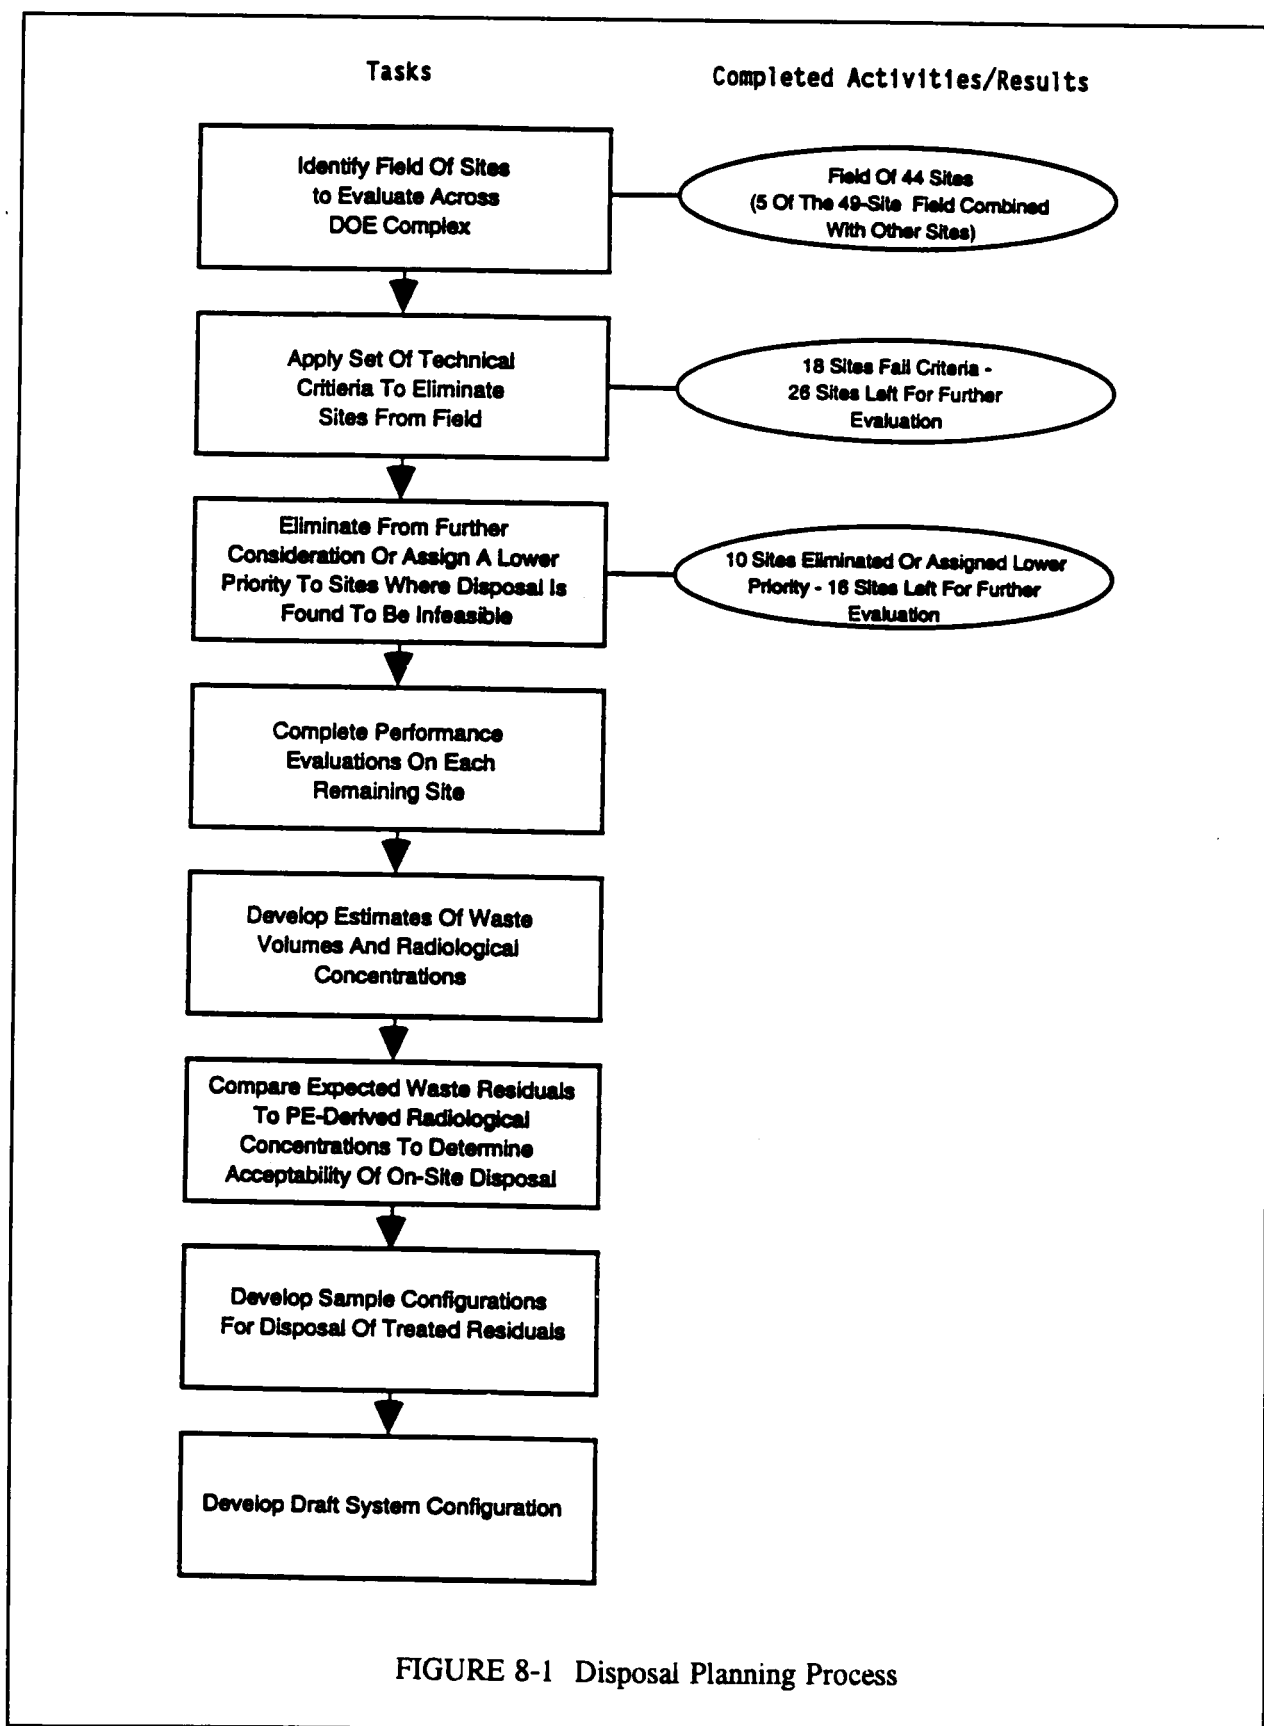 Tasks
Completed Activities/Results
Identify Field Of Sites
to Evaluate Across
DOE Complex
Field Of 44 Sites
(5 Of The 49-Site Field Combined
With Other Sites)
Apply Set Of Technical
Critieria To Eliminate
Sites From Field
18 Sites Fail Criteria -
26 Sites Left For Further
Evaluation
Eliminate From Further
Consideration Or Assign A Lower
Priority To Sites Where Disposal Is
Found To Be Infeasible
10 Sites Eliminated Or Assigned Lower
Priority - 16 Sites Left For Further
Evaluation
Complete Performance
Evaluations On Each
Remaining Site
Develop Estimates Of Waste
Volumes And Radiological
Concentrations
Compare Expected Waste Residuals
To PE-Derived Radiological
Concentrations To Determine
Acceptability Of On-Site Disposal
Develop Sample Configurations
For Disposal Of Treated Residuals
Develop Draft System Configuration
FIGURE 8-1 Disposal Planning Process